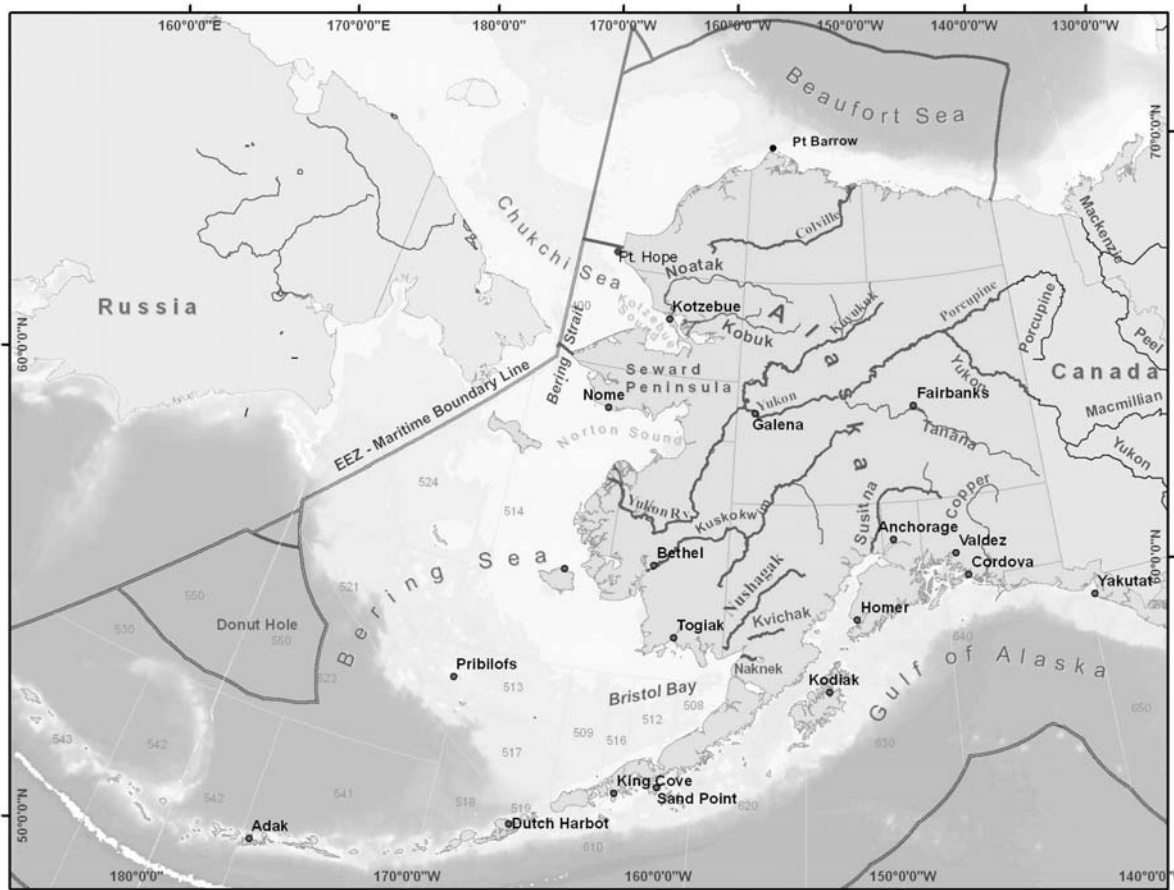 160°0'0"E
170°0'0"E
180°0'0"
170°0'0"W
160°0'0"W
150°0'0"W
140°0'0"W
130°0'0"W
Beaufort Sea
70°0'0"N
Pt Barrow
Chukchi Sea
Colville
Mackenzie
Pt. Hope
Noatak
Russia
Kotzebue
Kotzebue Sound
Kobuk
Alaska
Koyukuk
Porcupine
Porcupine
Peel
60°0'0"N
Bering Strait
Seward
Peninsula
Yukon
Canada
EEZ - Maritime Boundary Line
Nome
Yukon
Galena
Fairbanks
Macmillian
Norton Sound
Tanana
Yukon
524
514
Yukon Rv.
Kuskokwim
Susitna
Copper
Anchorage
Valdez
Bering Sea
Bethel
Cordova
60°0'0"N
521
550
Nushagak
Yakutat
530
Donut Hole
550
Togiak
Kvichak
Homer
640
Gulf of Alaska
523
Pribilofs
513
Naknek
Kodiak
Bristol Bay
508
512
650
543
542
509
516
517
630
King Cove
Sand Point
542
541
518
519
620
50°0'0"N
Adak
Dutch Harbot
610
180°0'0"
170°0'0"W
160°0'0"W
150°0'0"W
140°0'0"W